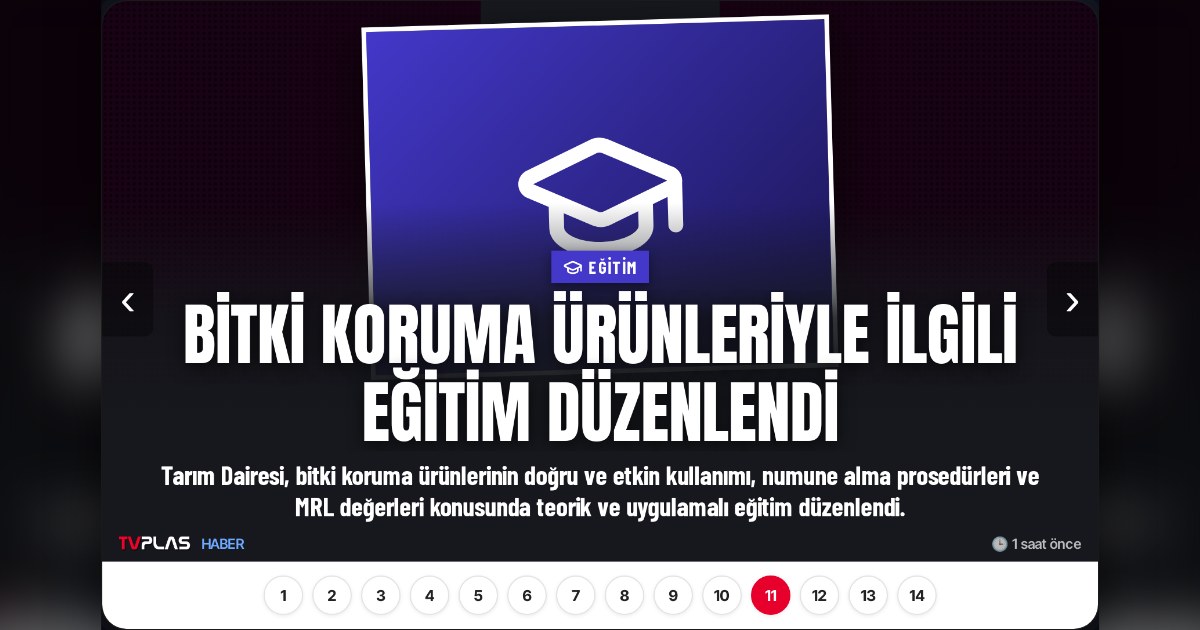 EĞİTİM
‹
›
BİTKİ KORUMA ÜRÜNLERİYLE İLGİLİ
EĞİTİM DÜZENLENDİ
Tarım Dairesi, bitki koruma ürünlerinin doğru ve etkin kullanımı, numune alma prosedürleri ve
MRL değerleri konusunda teorik ve uygulamalı eğitim düzenlendi.
TVPLAS HABER
1 saat önce
1 2 3 4 5 6 7 8 9 10 11 12 13 14